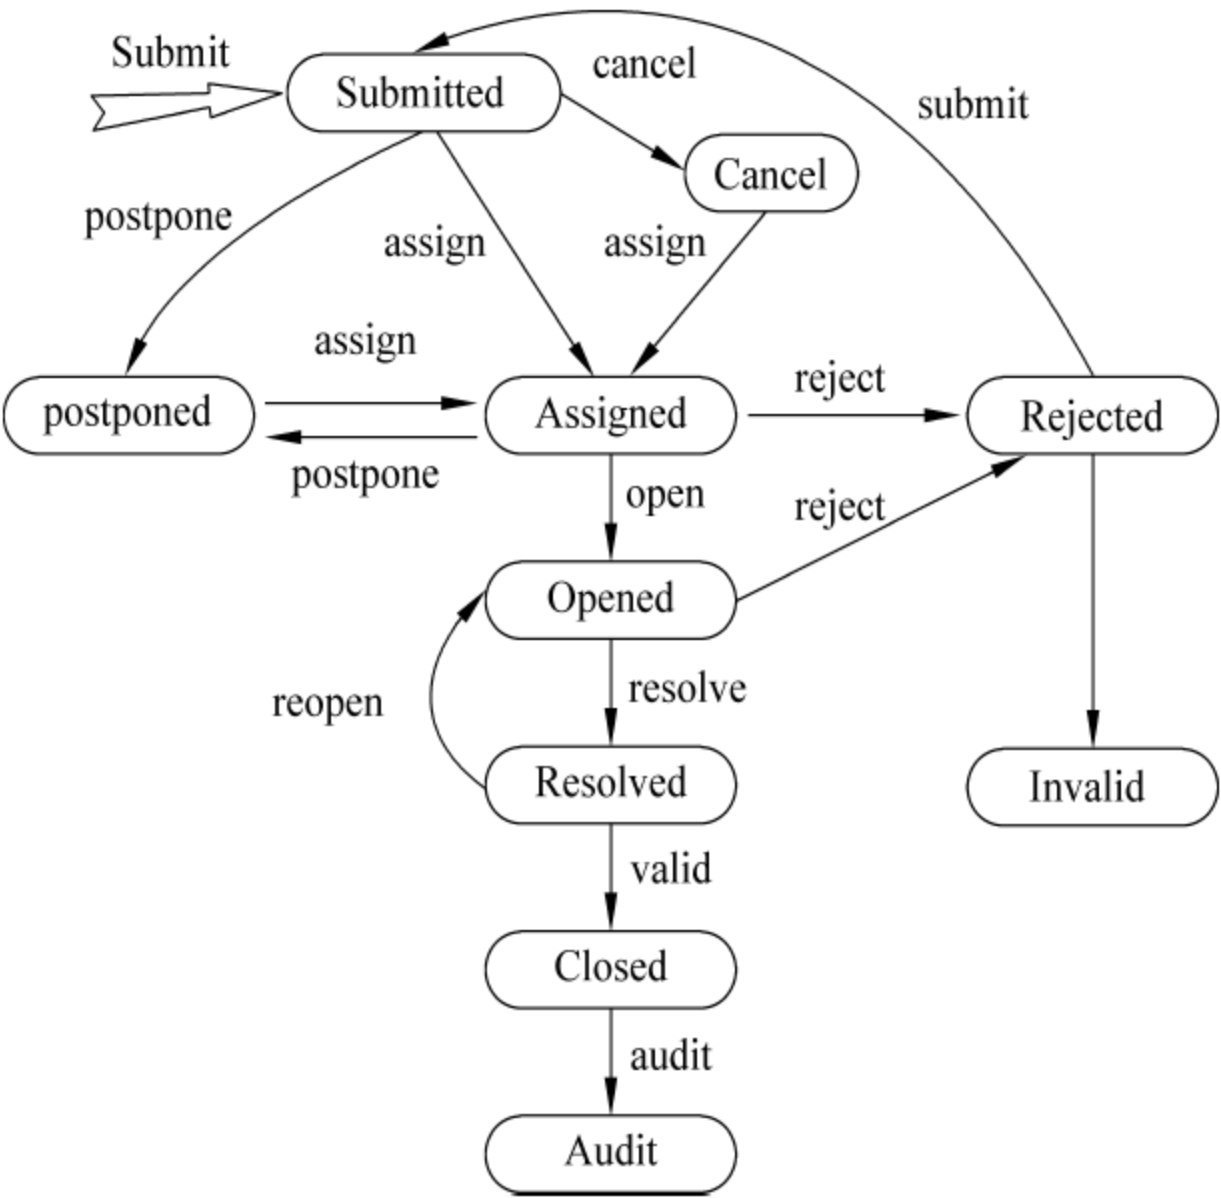 Submit
Submitted
cancel
submit
Cancel
postpone
assign
assign
assign
reject
postponed
Assigned
Rejected
postpone
open
reject
Opened
reopen
resolve
Resolved
Invalid
valid
Closed
audit
Audit